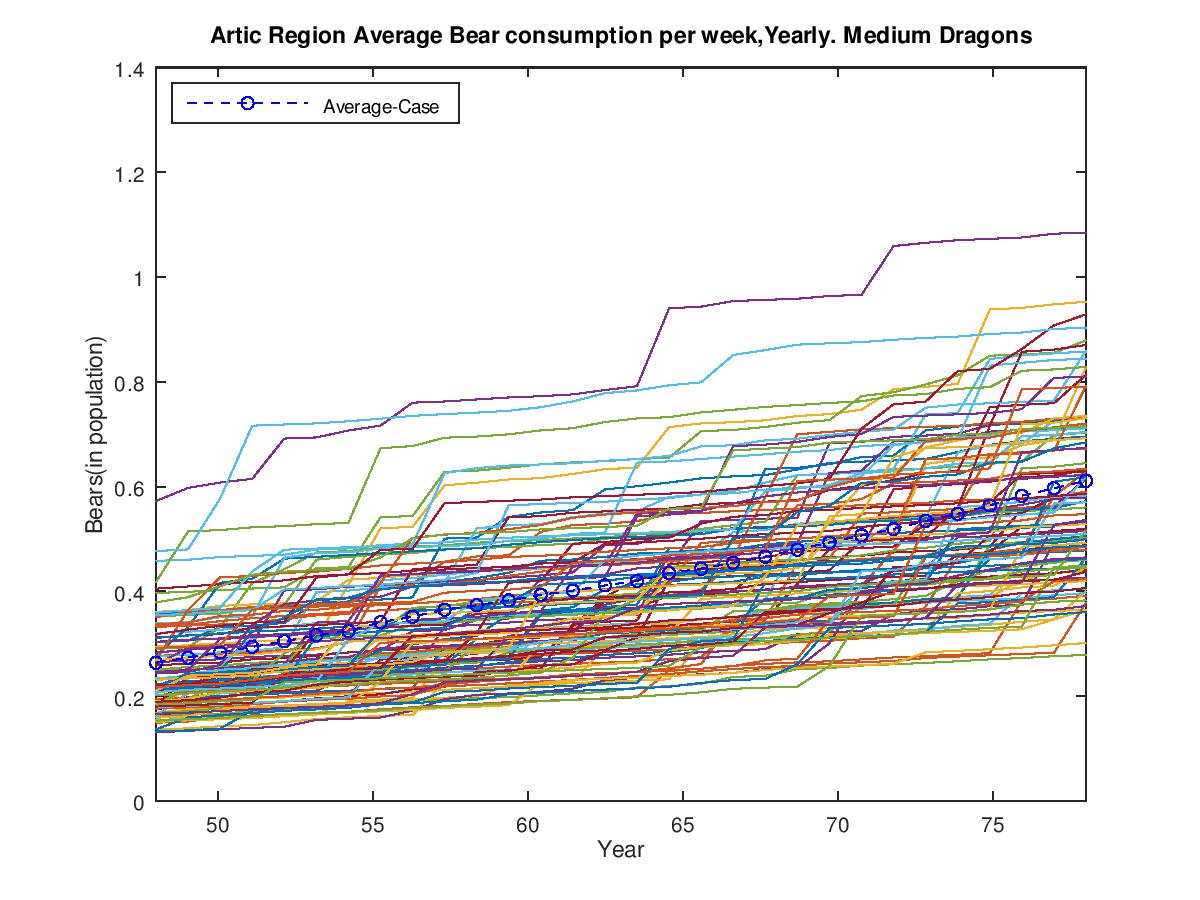 Artic Region Average Bear consumption per week,Yearly. Medium Dragons
1.4
Average-Case
1.2
1
0.8
0.6
0.4
0.2
0
Bears(in population)
50 55 60 65 70 75
Year